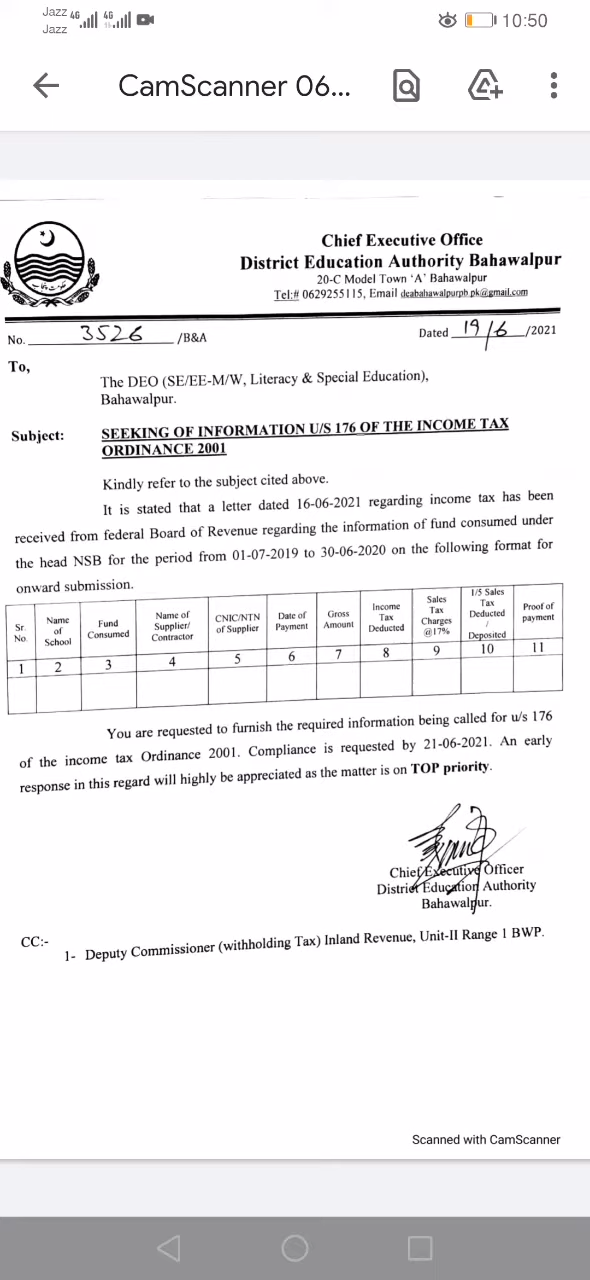 Jazz 4G 4G 10:50
Jazz
CamScanner 06...
Chief Executive Office
District Education Authority Bahawalpur
20-C Model Town 'A' Bahawalpur
Tel:# 0629255115, Email deabahawalpurpb.pk@gmail.com
No. 3526 /B&A Dated 19/6 /2021
To,
The DEO (SE/EE-M/W, Literacy & Special Education),
Bahawalpur.
Subject: SEEKING OF INFORMATION U/S 176 OF THE INCOME TAX
ORDINANCE 2001
Kindly refer to the subject cited above.
It is stated that a letter dated 16-06-2021 regarding income tax has been
received from federal Board of Revenue regarding the information of fund consumed under
the head NSB for the period from 01-07-2019 to 30-06-2020 on the following format for
onward submission.
Sr. No. Name of School Fund Consumed Name of Supplier/ Contractor CNIC/NTN of Supplier Date of Payment Gross Amount Income Tax Deducted Sales Tax Charges @17% 1/5 Sales Tax Deducted / Deposited Proof of payment
1 2 3 4 5 6 7 8 9 10 11
You are requested to furnish the required information being called for u/s 176
of the income tax Ordinance 2001. Compliance is requested by 21-06-2021. An early
response in this regard will highly be appreciated as the matter is on TOP priority.
Chief Executive Officer
District Education Authority
Bahawalpur.
CC:-
1- Deputy Commissioner (withholding Tax) Inland Revenue, Unit-II Range 1 BWP.
Scanned with CamScanner